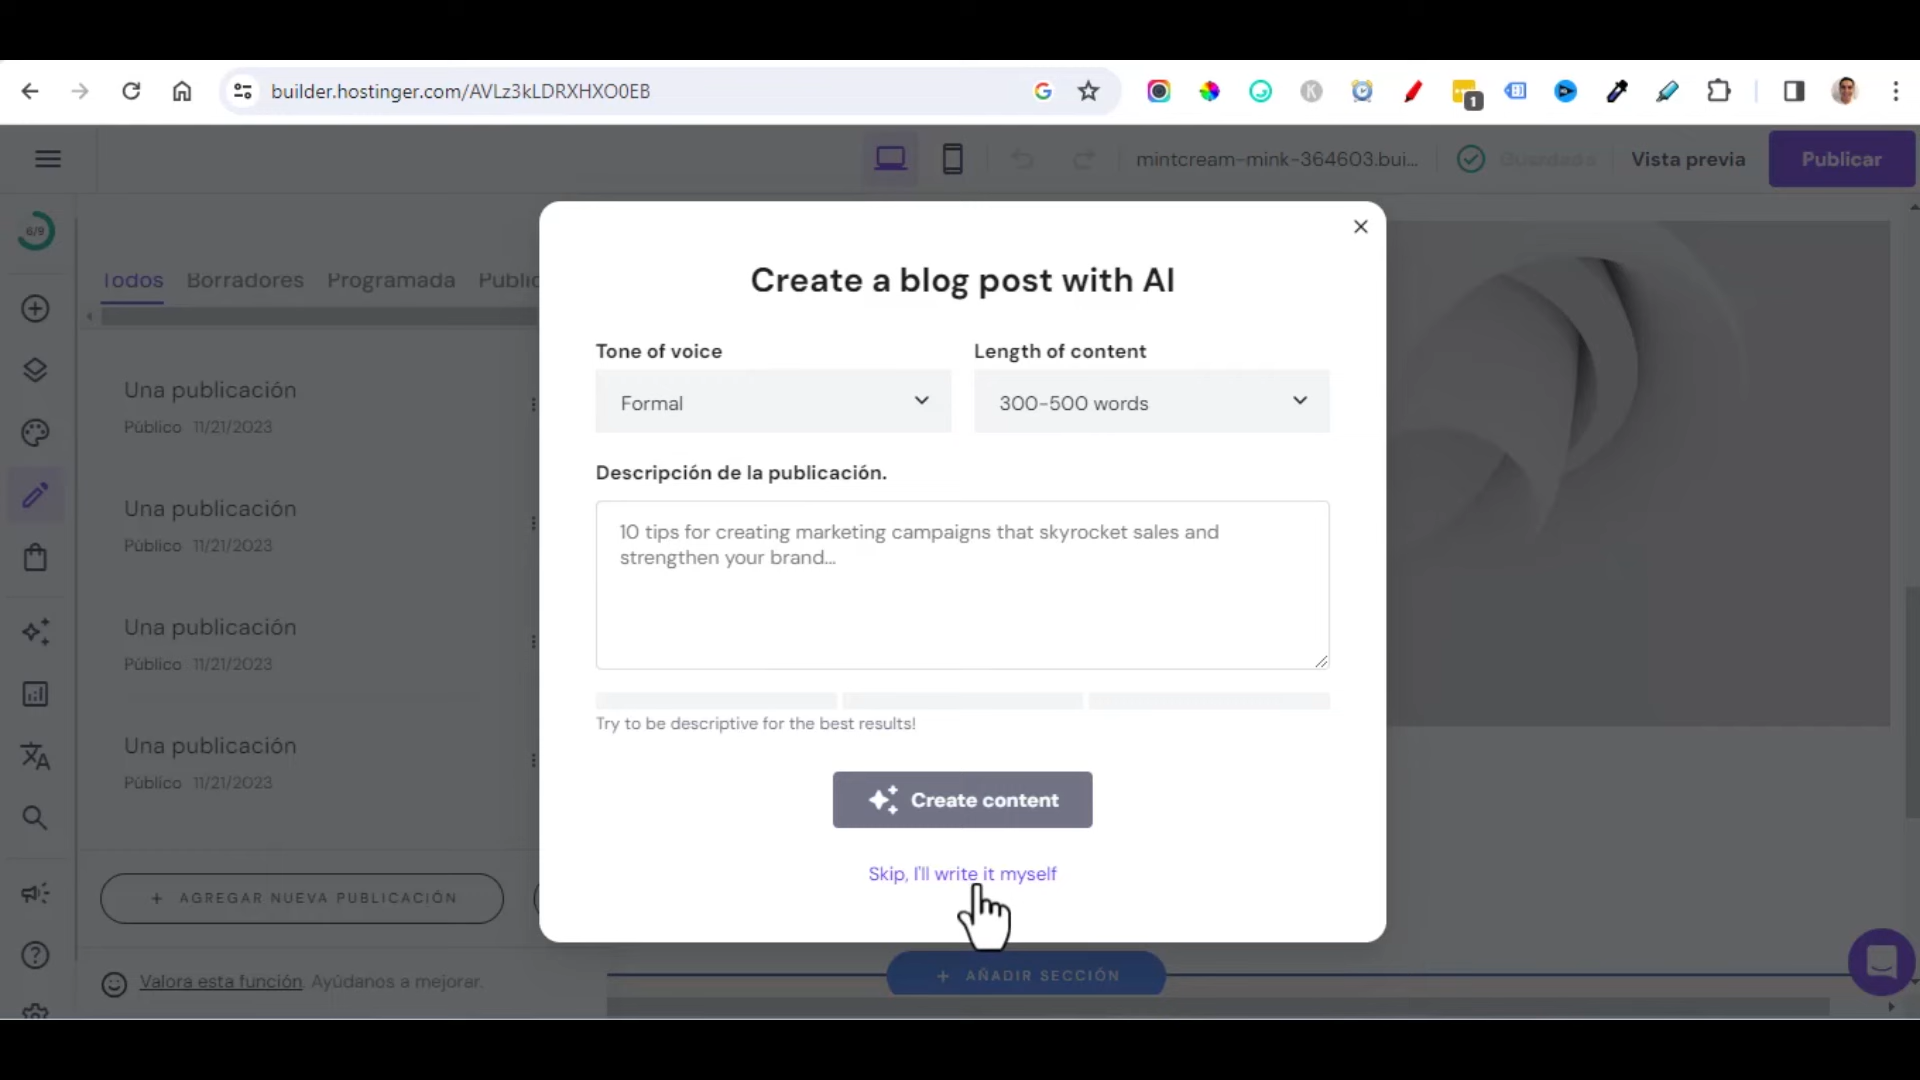 builder.hostinger.com/AVLz3kLDRXHXO0EB
1
mintcream-mink-364603.bui...
Guardado
Vista previa
Publicar
6/9
Todos
Borradores
Programada
Public
Una publicación
Público 11/21/2023
Una publicación
Público 11/21/2023
Una publicación
Público 11/21/2023
Una publicación
Público 11/21/2023
+ AGREGAR NUEVA PUBLICACIÓN
Valora esta función. Ayúdanos a mejorar.
Create a blog post with AI
Tone of voice
Length of content
Formal
300-500 words
Descripción de la publicación.
10 tips for creating marketing campaigns that skyrocket sales and
strengthen your brand...
Try to be descriptive for the best results!
Create content
Skip, I'll write it myself
+ AÑADIR SECCIÓN